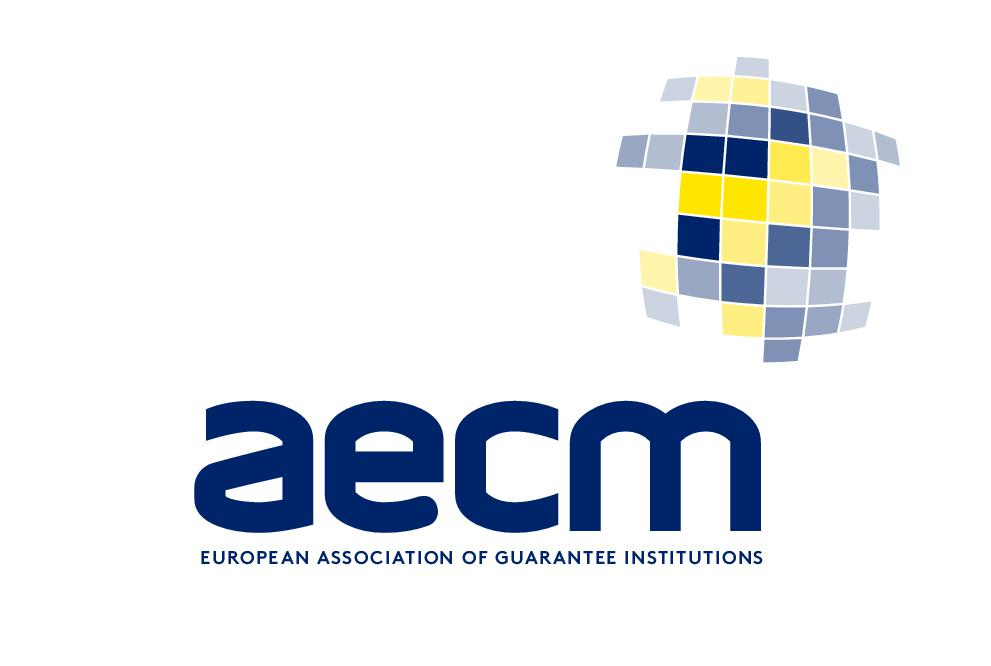 aecm
EUROPEAN ASSOCIATION OF GUARANTEE INSTITUTIONS